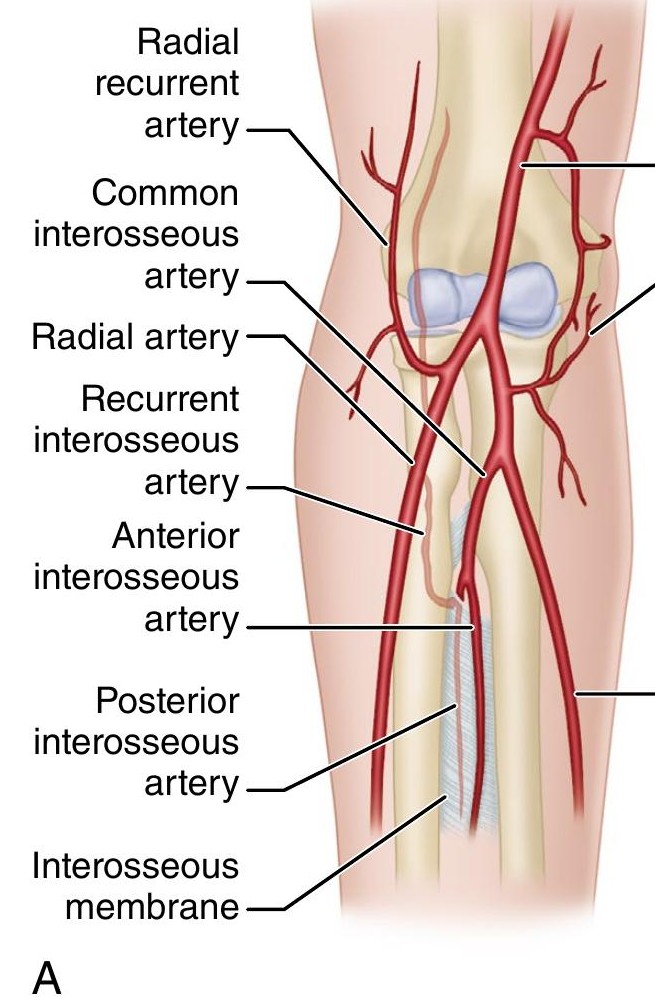 Radial
recurrent
artery
Common
interosseous
artery
Radial artery
Recurrent
interosseous
artery
Anterior
interosseous
artery
Posterior
interosseous
artery
Interosseous
membrane
A